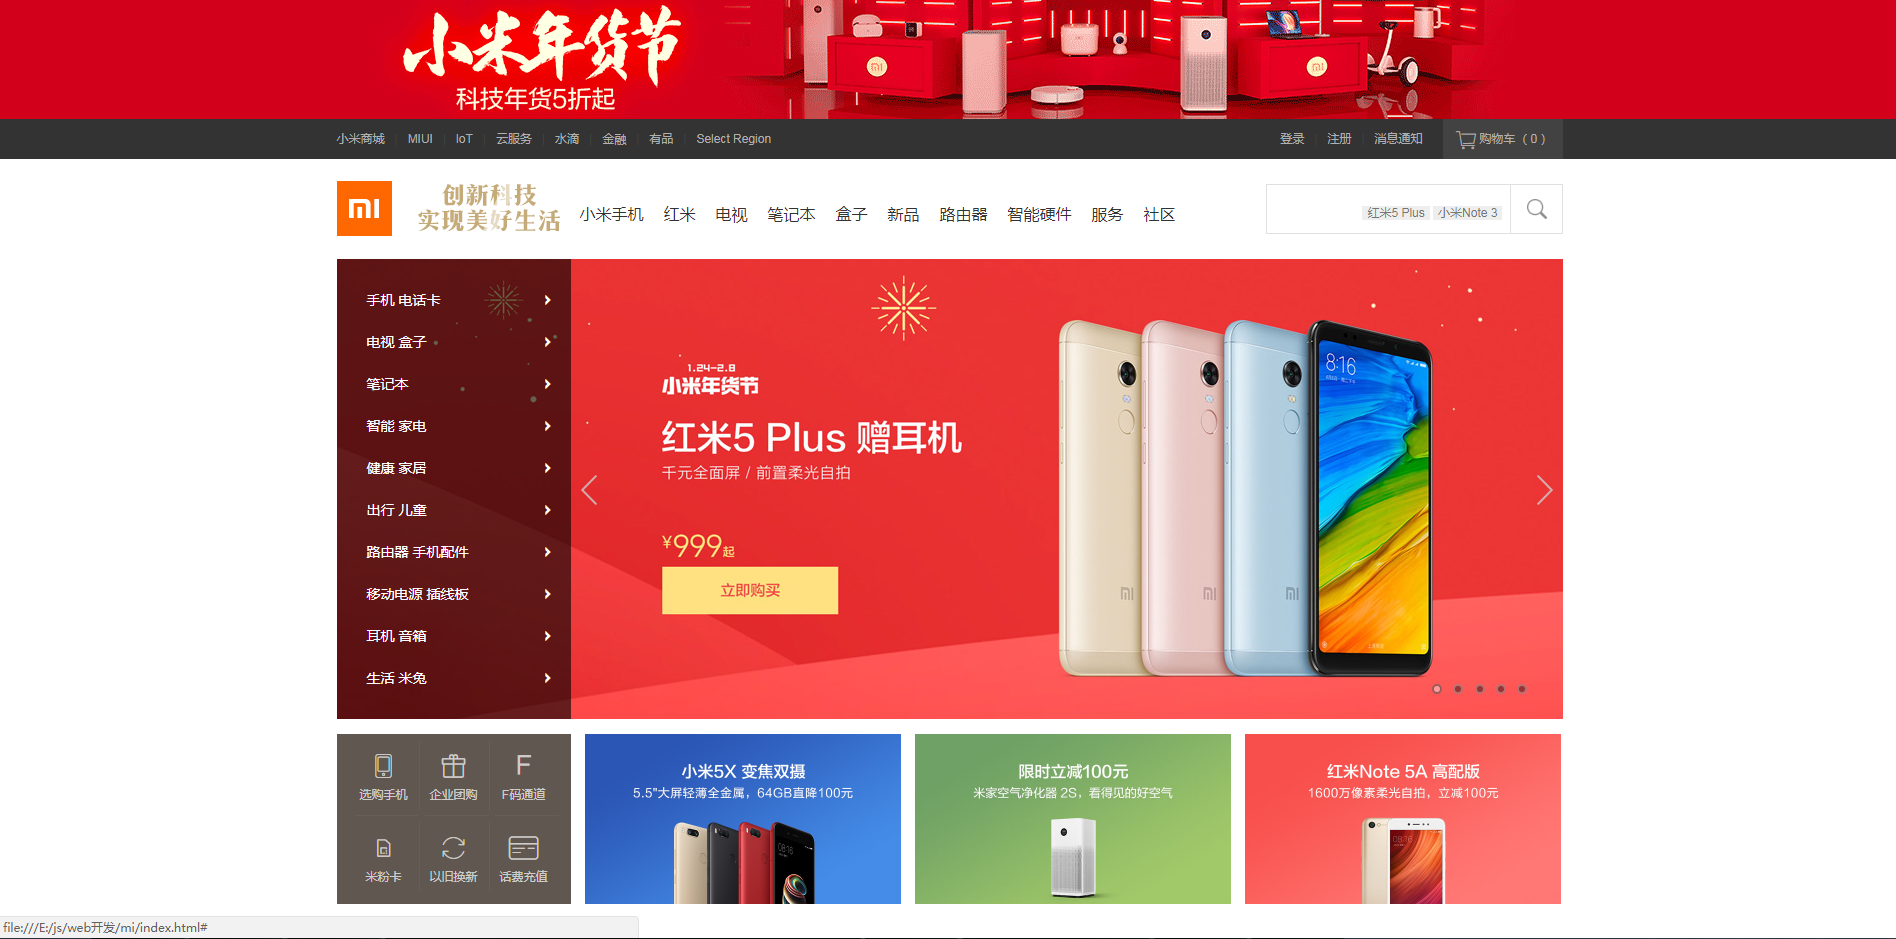 小米年货节
科技年货5折起
小米商城 MIUI IoT 云服务 水滴 金融 有品 Select Region 登录 注册 消息通知 购物车 ( 0 )
创新科技
实现美好生活
小米手机 红米 电视 笔记本 盒子 新品 路由器 智能硬件 服务 社区
红米5 Plus 小米Note 3
手机 电话卡
电视 盒子
笔记本
智能 家电
健康 家居
出行 儿童
路由器 手机配件
移动电源 插线板
耳机 音箱
生活 米兔
1.24-2.8
小米年货节
红米5 Plus 赠耳机
千元全面屏 / 前置柔光自拍
¥999起
立即购买
8:16
选购手机 企业团购 F码通道
米粉卡 以旧换新 话费充值
小米5X 变焦双摄
5.5"大屏轻薄全金属，64GB直降100元
限时立减100元
米家空气净化器 2S，看得见的好空气
红米Note 5A 高配版
1600万像素柔光自拍，立减100元
file:///E:/js/web开发/mi/index.html#